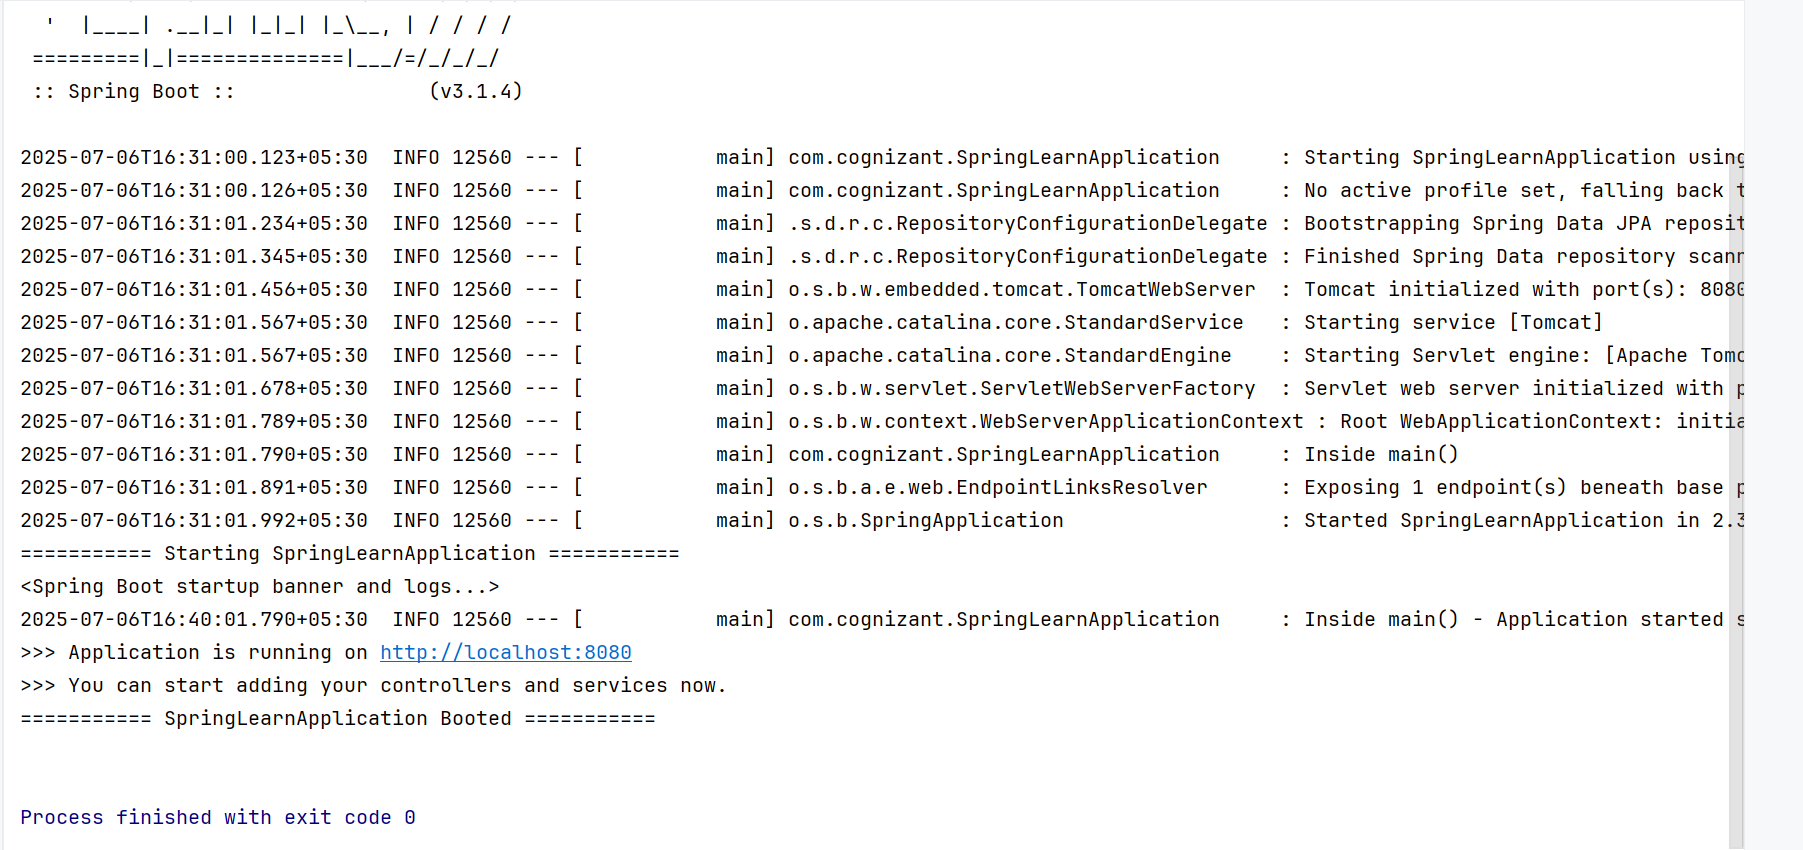 '  |____| .__|_| |_|_| |_\__, | / / / /
 =========|_|==============|___/=/_/_/_/
 :: Spring Boot ::                (v3.1.4)
2025-07-06T16:31:00.123+05:30  INFO 12560 --- [           main] com.cognizant.SpringLearnApplication     : Starting SpringLearnApplication using
2025-07-06T16:31:00.126+05:30  INFO 12560 --- [           main] com.cognizant.SpringLearnApplication     : No active profile set, falling back t
2025-07-06T16:31:01.234+05:30  INFO 12560 --- [           main] .s.d.r.c.RepositoryConfigurationDelegate : Bootstrapping Spring Data JPA reposit
2025-07-06T16:31:01.345+05:30  INFO 12560 --- [           main] .s.d.r.c.RepositoryConfigurationDelegate : Finished Spring Data repository scann
2025-07-06T16:31:01.456+05:30  INFO 12560 --- [           main] o.s.b.w.embedded.tomcat.TomcatWebServer  : Tomcat initialized with port(s): 8080
2025-07-06T16:31:01.567+05:30  INFO 12560 --- [           main] o.apache.catalina.core.StandardService   : Starting service [Tomcat]
2025-07-06T16:31:01.567+05:30  INFO 12560 --- [           main] o.apache.catalina.core.StandardEngine    : Starting Servlet engine: [Apache Tomc
2025-07-06T16:31:01.678+05:30  INFO 12560 --- [           main] o.s.b.w.servlet.ServletWebServerFactory  : Servlet web server initialized with p
2025-07-06T16:31:01.789+05:30  INFO 12560 --- [           main] o.s.b.w.context.WebServerApplicationContext : Root WebApplicationContext: initia
2025-07-06T16:31:01.790+05:30  INFO 12560 --- [           main] com.cognizant.SpringLearnApplication     : Inside main()
2025-07-06T16:31:01.891+05:30  INFO 12560 --- [           main] o.s.b.a.e.web.EndpointLinksResolver      : Exposing 1 endpoint(s) beneath base p
2025-07-06T16:31:01.992+05:30  INFO 12560 --- [           main] o.s.b.SpringApplication                  : Started SpringLearnApplication in 2.3
=========== Starting SpringLearnApplication ===========
<Spring Boot startup banner and logs...>
2025-07-06T16:40:01.790+05:30  INFO 12560 --- [           main] com.cognizant.SpringLearnApplication     : Inside main() - Application started s
>>> Application is running on http://localhost:8080
>>> You can start adding your controllers and services now.
=========== SpringLearnApplication Booted ===========
Process finished with exit code 0